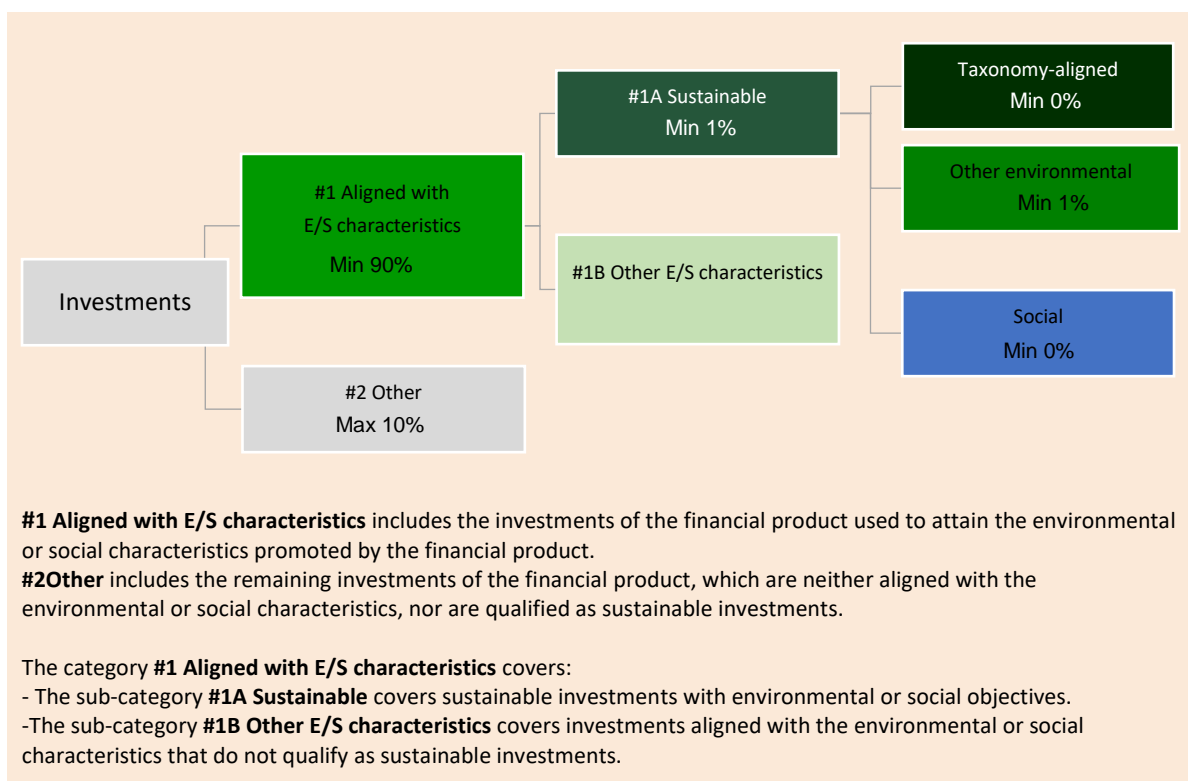 Investments
#1 Aligned with
E/S characteristics
Min 90%
#2 Other
Max 10%
#1A Sustainable
Min 1%
#1B Other E/S characteristics
Taxonomy-aligned
Min 0%
Other environmental
Min 1%
Social
Min 0%
#1 Aligned with E/S characteristics includes the investments of the financial product used to attain the environmental
or social characteristics promoted by the financial product.
#2Other includes the remaining investments of the financial product, which are neither aligned with the
environmental or social characteristics, nor are qualified as sustainable investments.
The category #1 Aligned with E/S characteristics covers:
- The sub-category #1A Sustainable covers sustainable investments with environmental or social objectives.
-The sub-category #1B Other E/S characteristics covers investments aligned with the environmental or social
characteristics that do not qualify as sustainable investments.